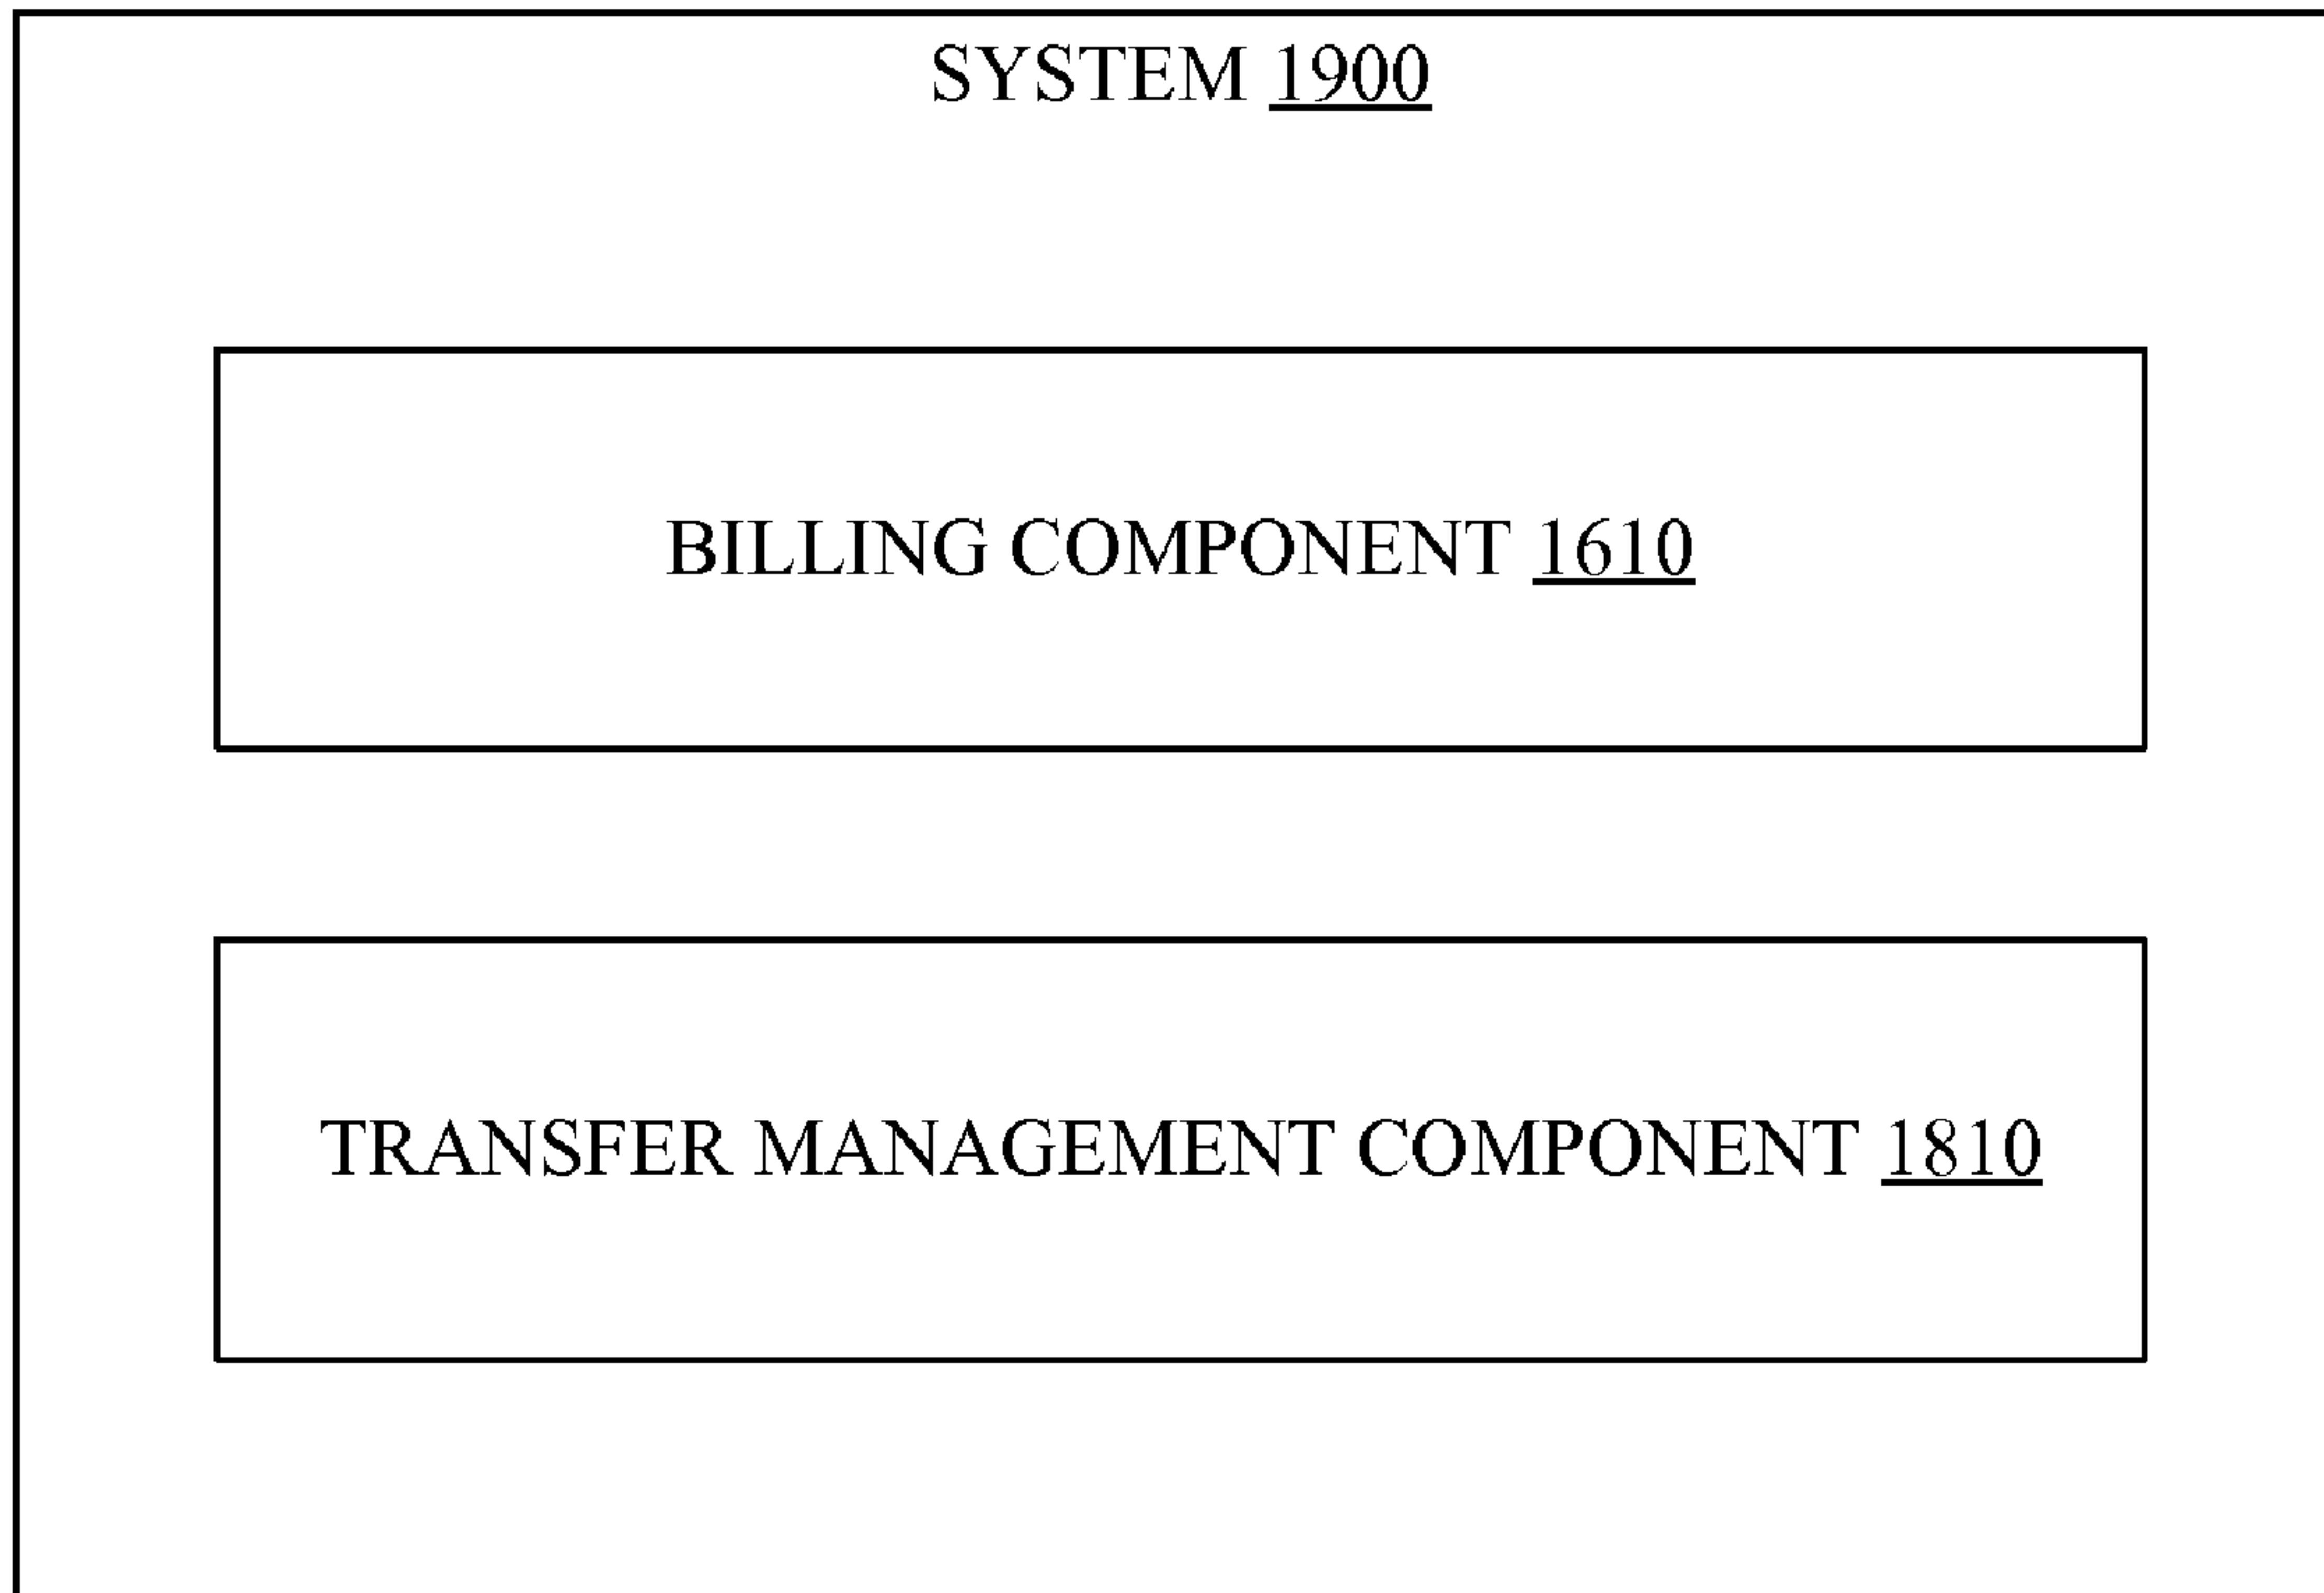 SYSTEM 1900
BILLING COMPONENT 1610
TRANSFER MANAGEMENT COMPONENT 1810